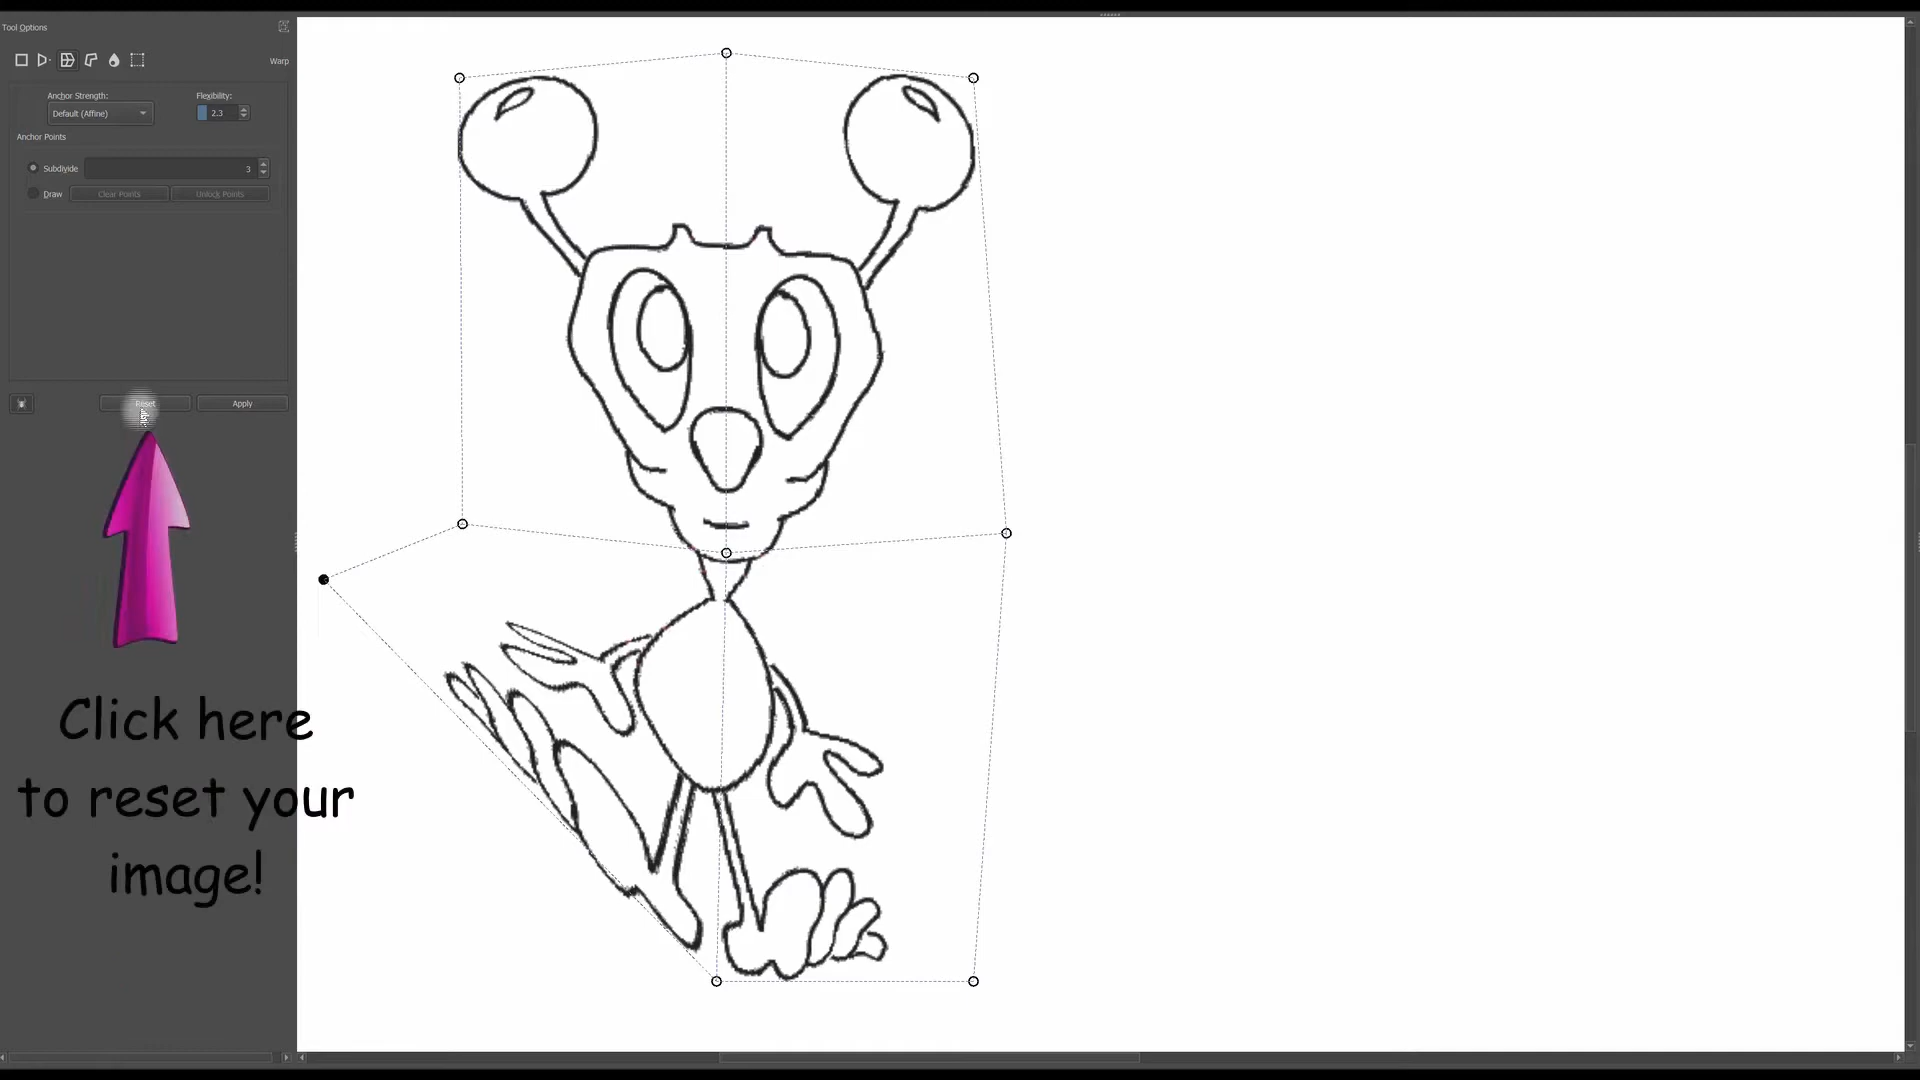 Tool Options
Warp
Anchor Strength:
Flexibility:
Default (Affine)
2.3
Anchor Points
Subdivide
3
Draw
Clear Points
Unlock Points
Reset
Apply
Click here
to reset your
image!